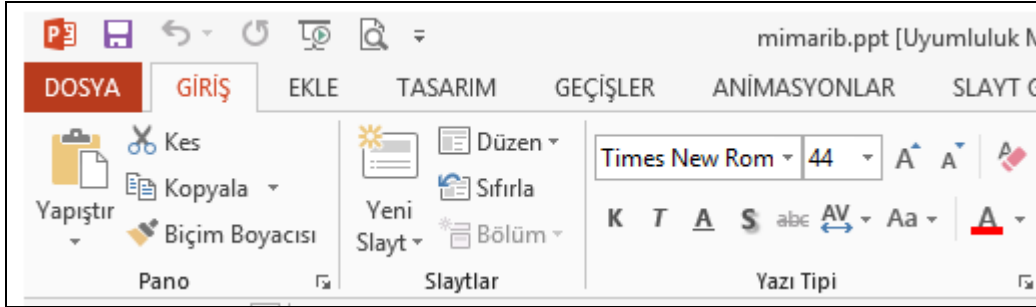 mimarib.ppt [Uyumluluk M
DOSYA GİRİŞ EKLE TASARIM GEÇİŞLER ANİMASYONLAR SLAYT G
Yapıştır
Kes
Kopyala
Biçim Boyacısı
Pano
Yeni Slayt
Düzen
Sıfırla
Bölüm
Slaytlar
Times New Rom 44 A A A
K T A S abc AV Aa A
Yazı Tipi